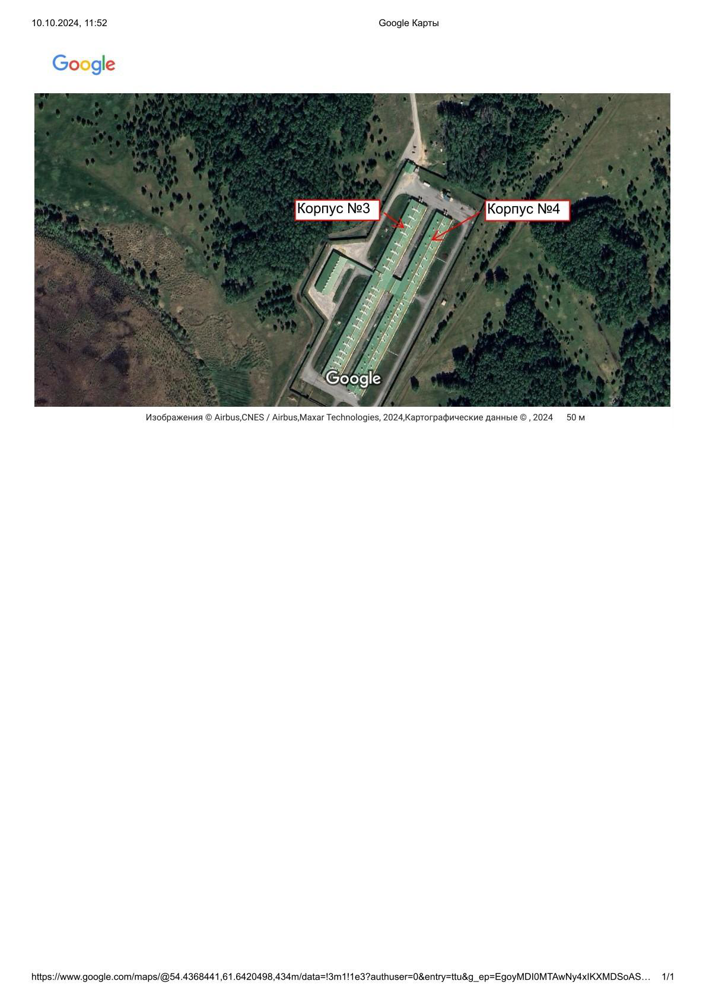 10.10.2024, 11:52 Google Карты
Google
Корпус №3 Корпус №4
Google
Изображения © Airbus,CNES / Airbus,Maxar Technologies, 2024,Картографические данные © , 2024 50 м
https://www.google.com/maps/@54.4368441,61.6420498,434m/data=!3m1!1e3?authuser=0&entry=ttu&g_ep=EgoyMDI0MTAwNy4xIKXMDSoAS… 1/1